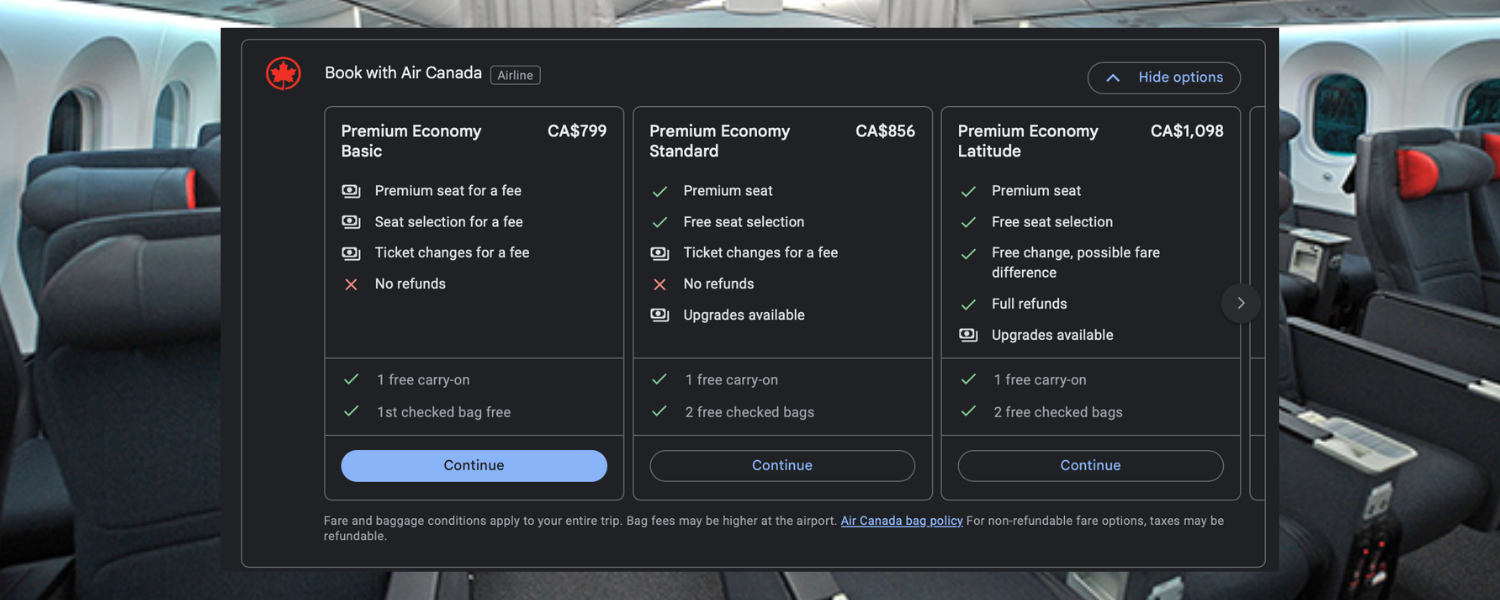 Book with Air Canada Airline
Hide options
Premium Economy Basic CA$799
Premium seat for a fee
Seat selection for a fee
Ticket changes for a fee
No refunds
1 free carry-on
1st checked bag free
Continue
Premium Economy Standard CA$856
Premium seat
Free seat selection
Ticket changes for a fee
No refunds
Upgrades available
1 free carry-on
2 free checked bags
Continue
Premium Economy Latitude CA$1,098
Premium seat
Free seat selection
Free change, possible fare
difference
Full refunds
Upgrades available
1 free carry-on
2 free checked bags
Continue
Fare and baggage conditions apply to your entire trip. Bag fees may be higher at the airport. Air Canada bag policy For non-refundable fare options, taxes may be
refundable.